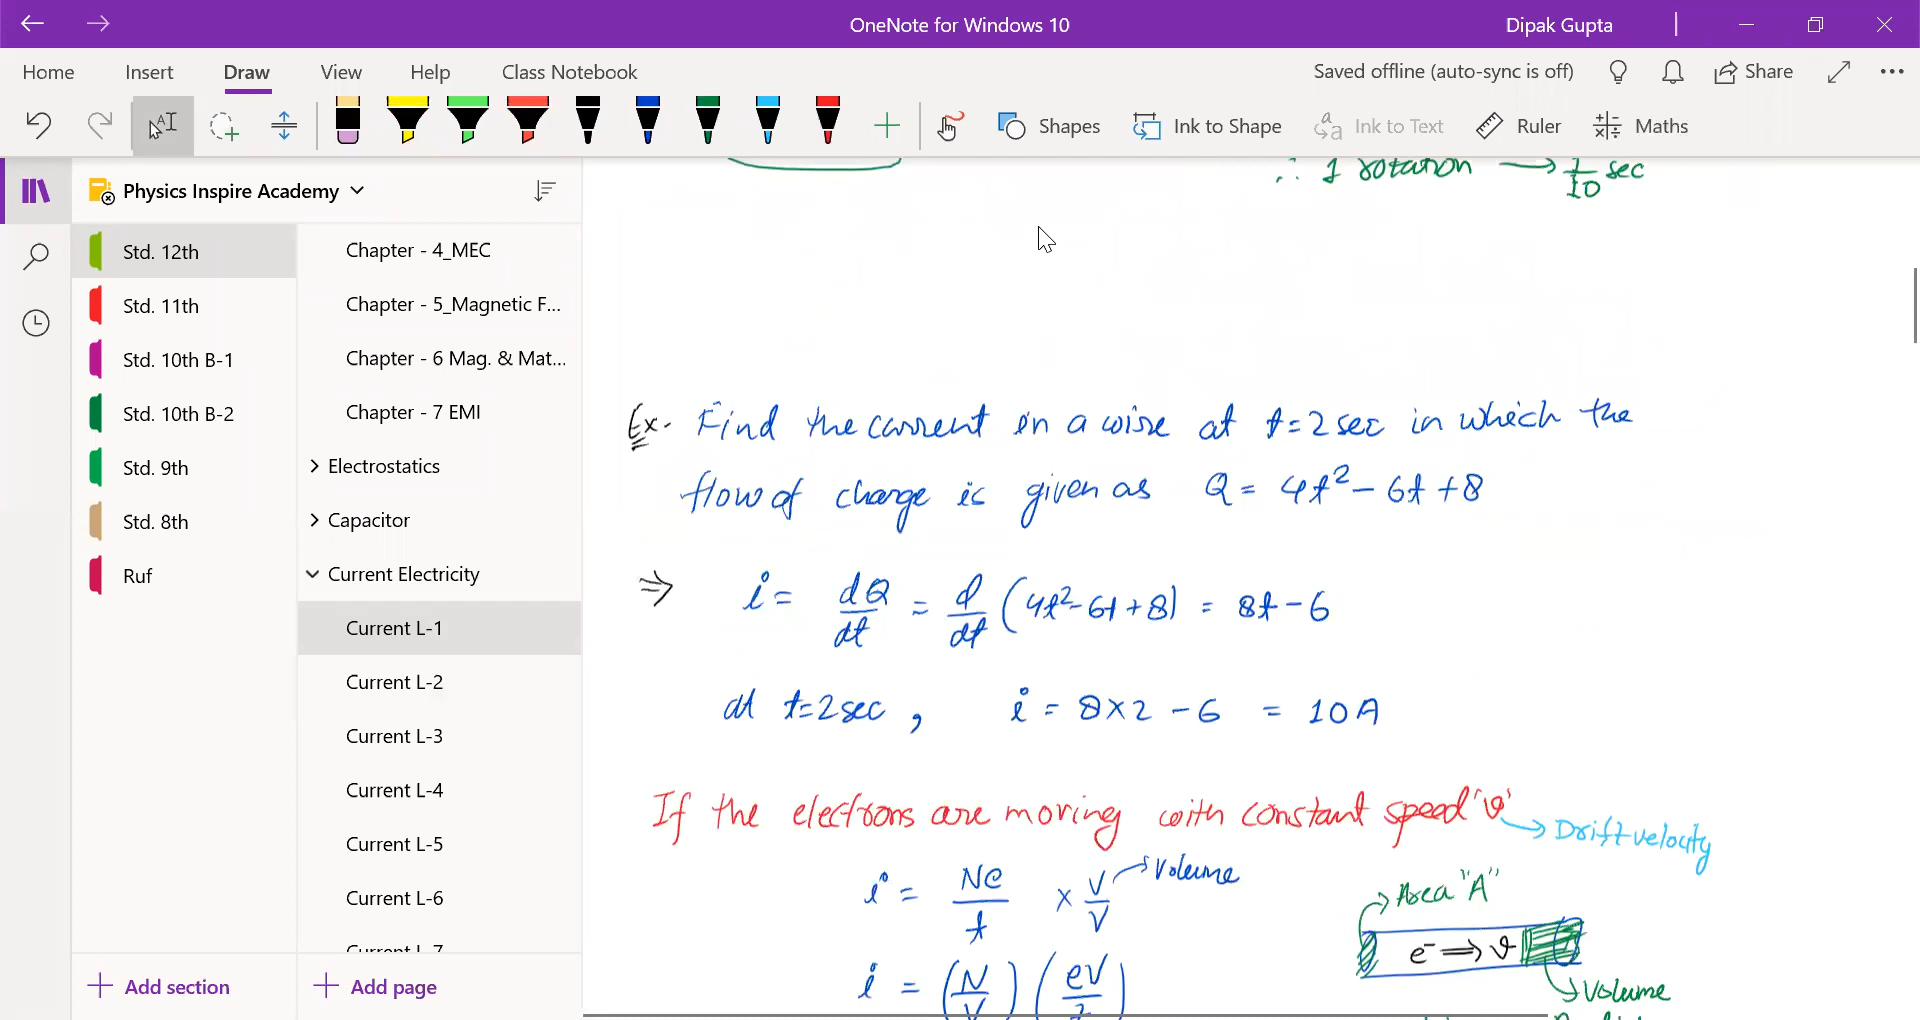 OneNote for Windows 10
Dipak Gupta
Home Insert Draw View Help Class Notebook
Saved offline (auto-sync is off) Share
Shapes Ink to Shape Ink to Text Ruler Maths
Physics Inspire Academy
Std. 12th
Std. 11th
Std. 10th B-1
Std. 10th B-2
Std. 9th
Std. 8th
Ruf
Add section
Chapter - 4_MEC
Chapter - 5_Magnetic F...
Chapter - 6 Mag. & Mat...
Chapter - 7 EMI
Electrostatics
Capacitor
Current Electricity
Current L-1
Current L-2
Current L-3
Current L-4
Current L-5
Current L-6
Current L-7
Add page
∴ 1 rotation → 1/10 sec
Ex. Find the current in a wire at t=2sec in which the
flow of charge is given as Q = 4t² - 6t + 8
⇒ i = dQ/dt = d/dt (4t²-6t+8) = 8t - 6
at t=2sec, i = 8×2 - 6 = 10A
If the electrons are moving with constant speed 'v' → Drift velocity
i = Ne/t × V/V → Volume
→ Area "A"
e⁻ ⇒ v
i = (N/V) (eV/
→ Volume